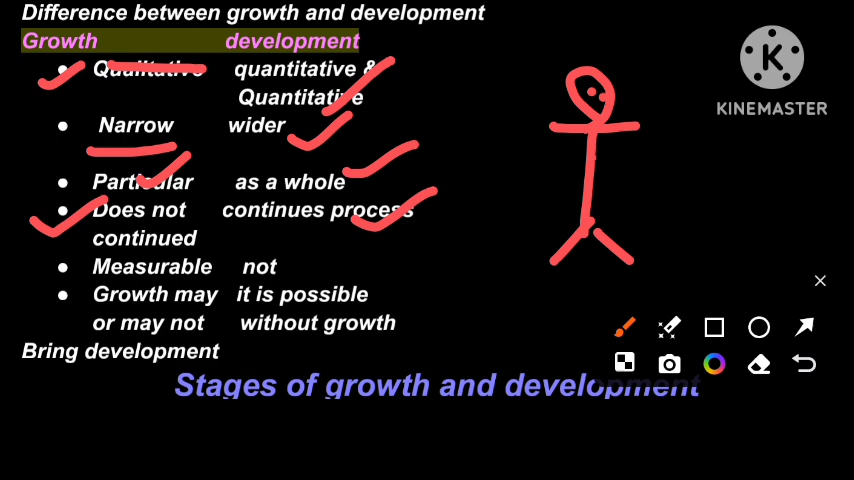 Difference between growth and development
Growth development
● Qualitative quantitative &
Quantitative
● Narrow wider
● Particular as a whole
● Does not continues process
continued
● Measurable not
● Growth may it is possible
or may not without growth
Bring development
Stages of growth and development
KINEMASTER